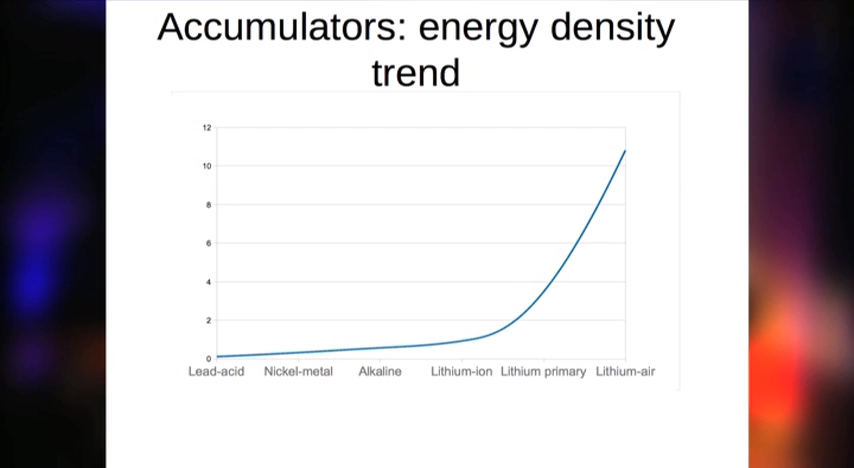 Accumulators: energy density
trend
12
10
8
6
4
2
0
Lead-acid Nickel-metal Alkaline Lithium-ion Lithium primary Lithium-air